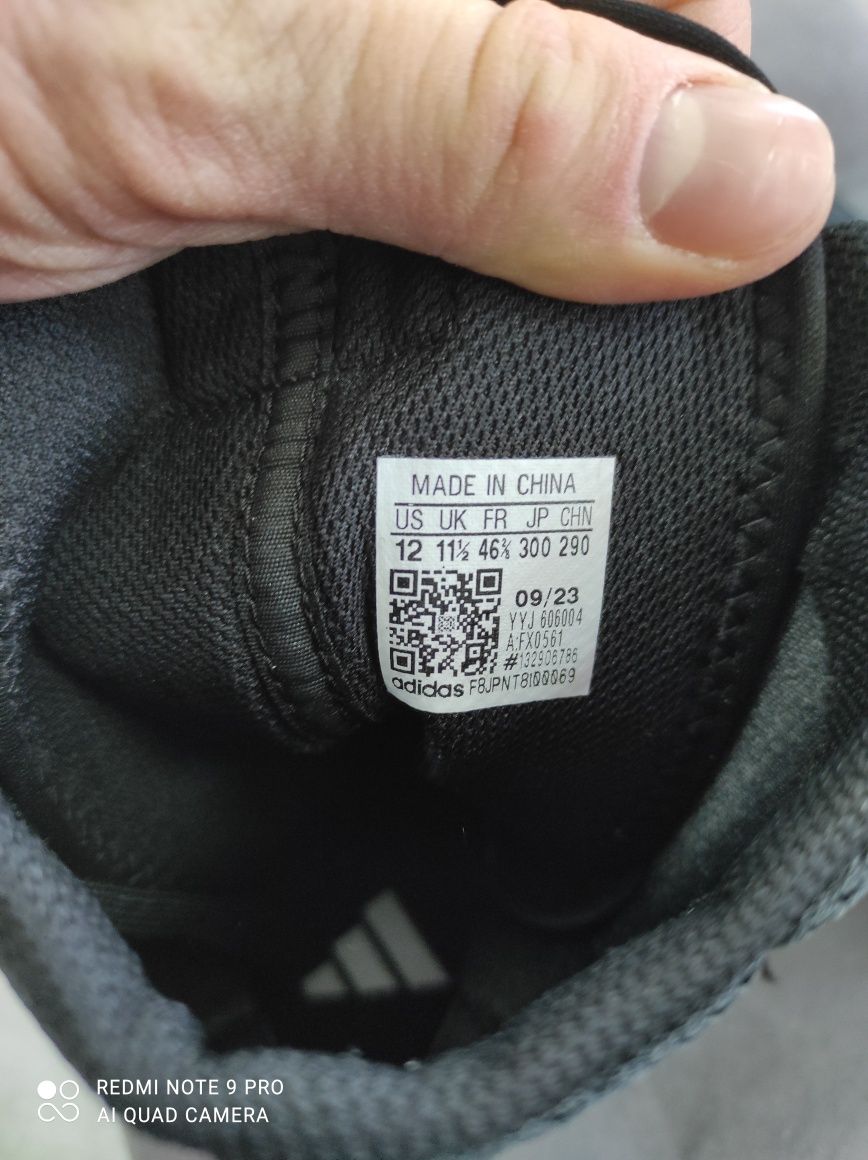 MADE IN CHINA
US UK FR JP CHN
12 11½ 46⅔ 300 290
09/23
YYJ 606004
A:FX0561
#132906786
adidas F8JPNT8I00069
REDMI NOTE 9 PRO
AI QUAD CAMERA